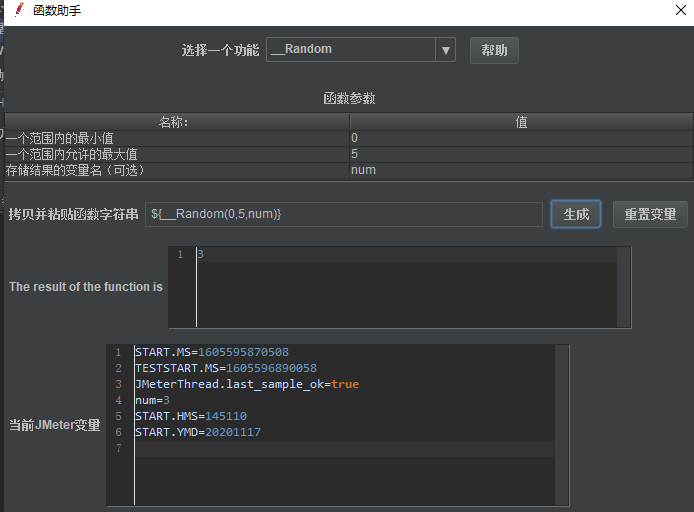 函数助手
选择一个功能 __Random 帮助
函数参数
名称: 值
一个范围内的最小值 0
一个范围内允许的最大值 5
存储结果的变量名（可选） num
拷贝并粘贴函数字符串 ${__Random(0,5,num)} 生成 重置变量
The result of the function is
1 3
当前JMeter变量
1 START.MS=1605595870508
2 TESTSTART.MS=1605596890058
3 JMeterThread.last_sample_ok=true
4 num=3
5 START.HMS=145110
6 START.YMD=20201117
7